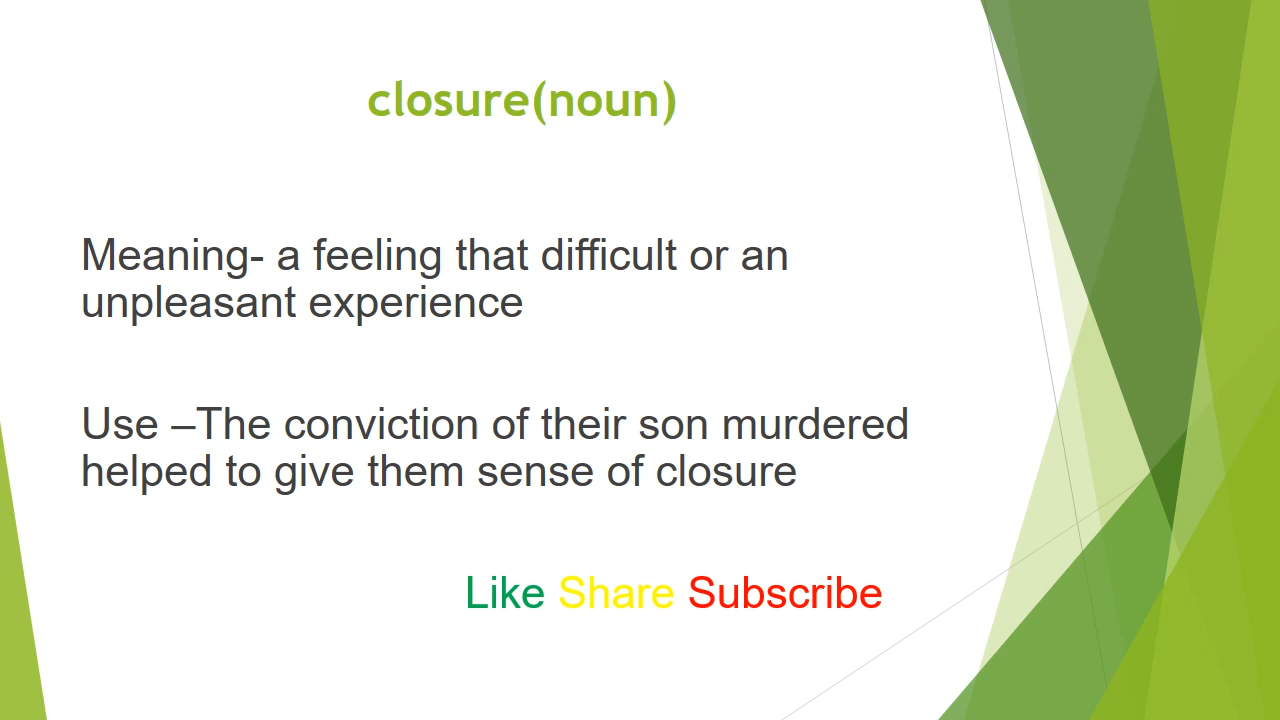 closure(noun)
Meaning- a feeling that difficult or an
unpleasant experience
Use –The conviction of their son murdered
helped to give them sense of closure
Like Share Subscribe